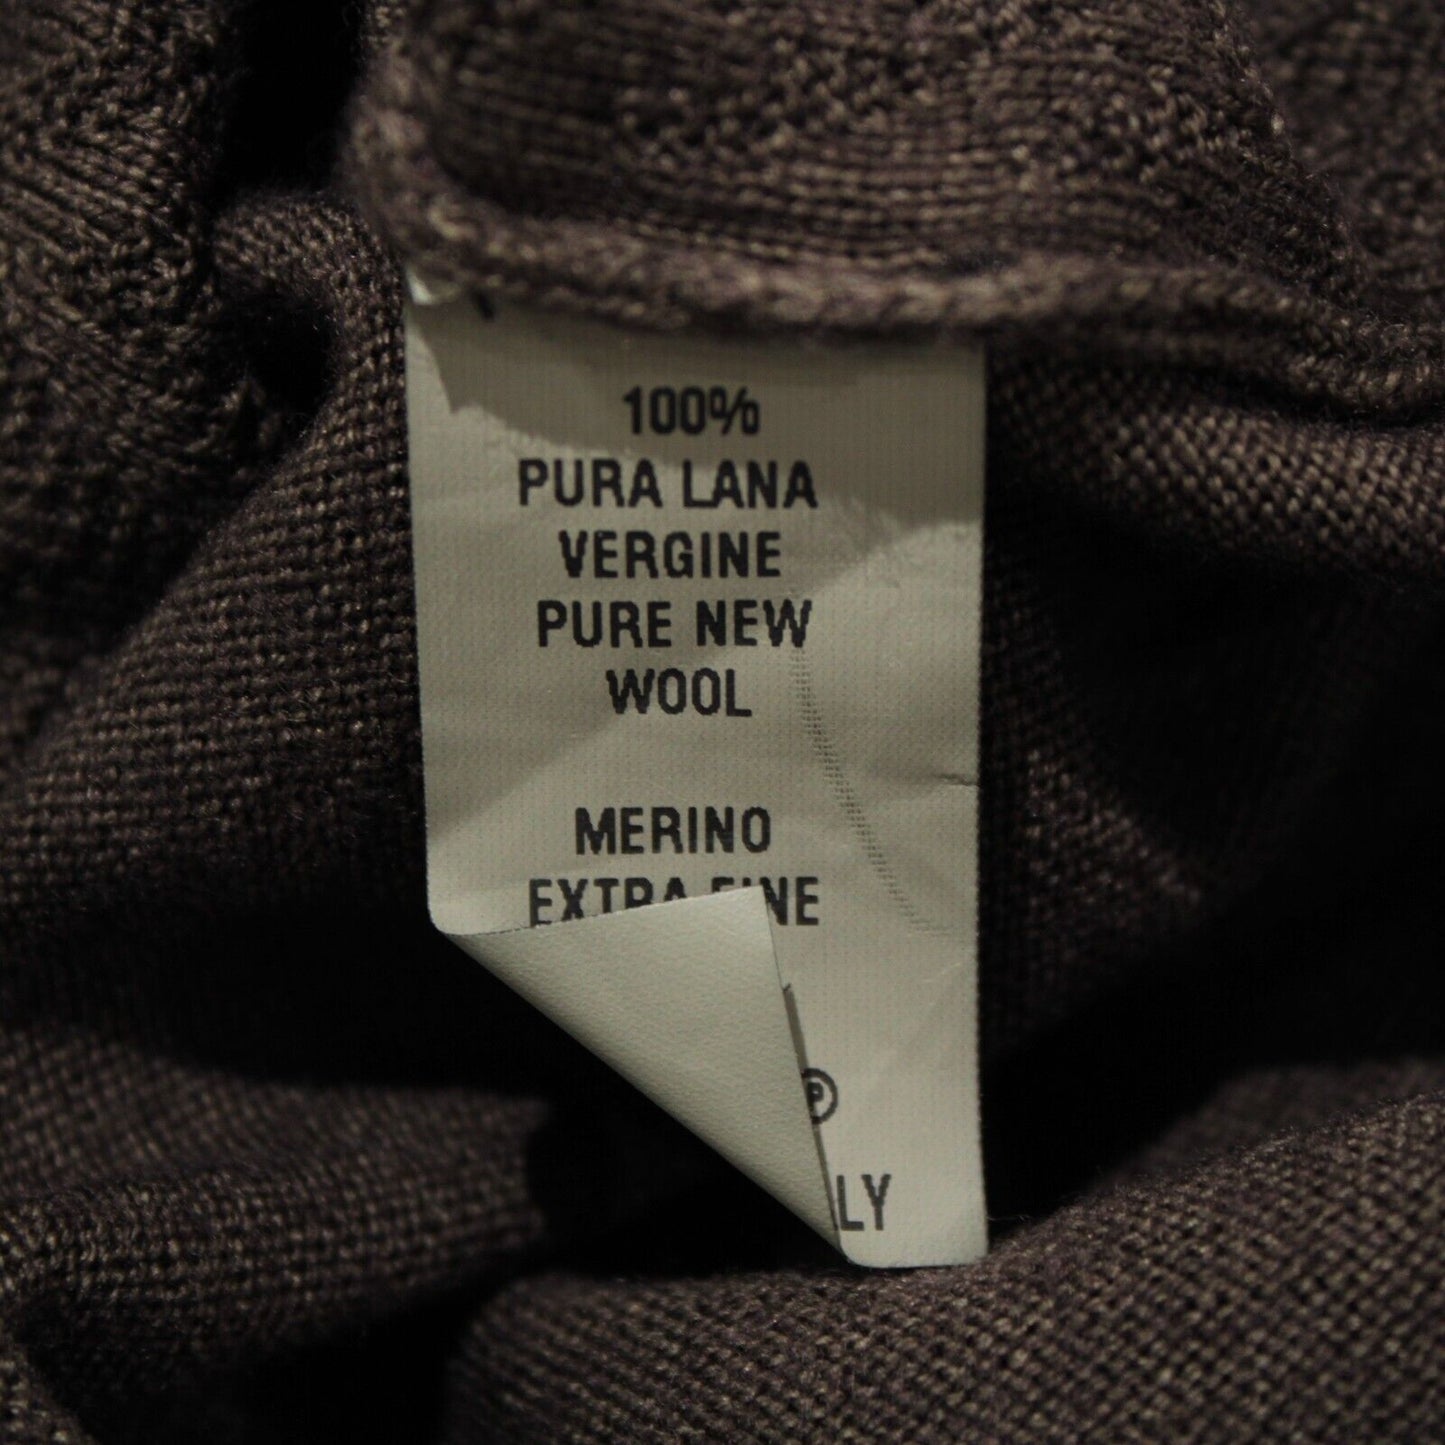 100%
PURA LANA
VERGINE
PURE NEW
WOOL
MERINO
EXTRA FINE
Ⓟ
LY